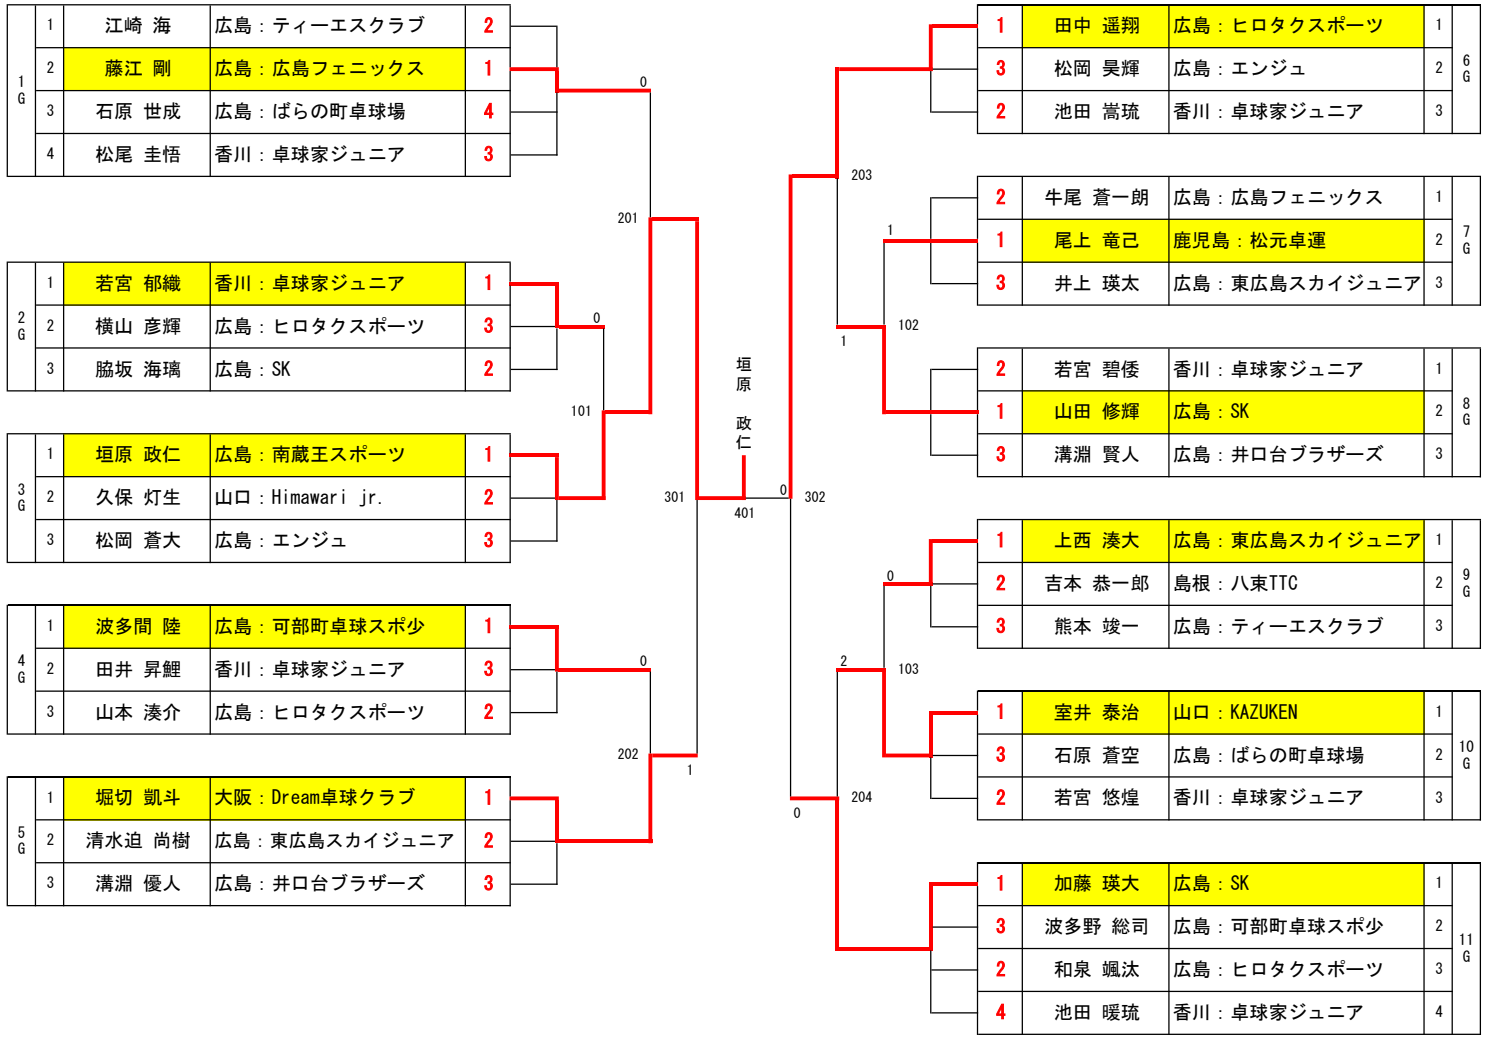 1G
1 江崎 海 広島：ティーエスクラブ 2
2 藤江 剛 広島：広島フェニックス 1
3 石原 世成 広島：ばらの町卓球場 4
4 松尾 圭悟 香川：卓球家ジュニア 3
2G
1 若宮 郁織 香川：卓球家ジュニア 1
2 横山 彦輝 広島：ヒロタクスポーツ 3
3 脇坂 海璃 広島：SK 2
3G
1 垣原 政仁 広島：南蔵王スポーツ 1
2 久保 灯生 山口：Himawari jr. 2
3 松岡 蒼大 広島：エンジュ 3
4G
1 波多間 陸 広島：可部町卓球スポ少 1
2 田井 昇鯉 香川：卓球家ジュニア 3
3 山本 湊介 広島：ヒロタクスポーツ 2
5G
1 堀切 凱斗 大阪：Dream卓球クラブ 1
2 清水迫 尚樹 広島：東広島スカイジュニア 2
3 溝淵 優人 広島：井口台ブラザーズ 3
0
201
0
101
0
202
1
301
垣原 政仁
401
0
302
0
203
1
102
1
0
103
2
204
1 田中 遥翔 広島：ヒロタクスポーツ 1
3 松岡 昊輝 広島：エンジュ 2
2 池田 嵩琉 香川：卓球家ジュニア 3
6G
2 牛尾 蒼一朗 広島：広島フェニックス 1
1 尾上 竜己 鹿児島：松元卓運 2
3 井上 瑛太 広島：東広島スカイジュニア 3
7G
2 若宮 碧倭 香川：卓球家ジュニア 1
1 山田 修輝 広島：SK 2
3 溝淵 賢人 広島：井口台ブラザーズ 3
8G
1 上西 湊大 広島：東広島スカイジュニア 1
2 吉本 恭一郎 島根：八束TTC 2
3 熊本 竣一 広島：ティーエスクラブ 3
9G
1 室井 泰治 山口：KAZUKEN 1
3 石原 蒼空 広島：ばらの町卓球場 2
2 若宮 悠煌 香川：卓球家ジュニア 3
10G
1 加藤 瑛大 広島：SK 1
3 波多野 総司 広島：可部町卓球スポ少 2
2 和泉 颯汰 広島：ヒロタクスポーツ 3
4 池田 暖琉 香川：卓球家ジュニア 4
11G